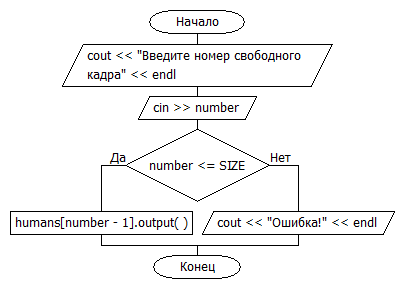 Начало
cout << "Введите номер свободного
кадра" << endl
cin >> number
number <= SIZE
Да
Нет
humans[number - 1].output( )
cout << "Ошибка!" << endl
Конец